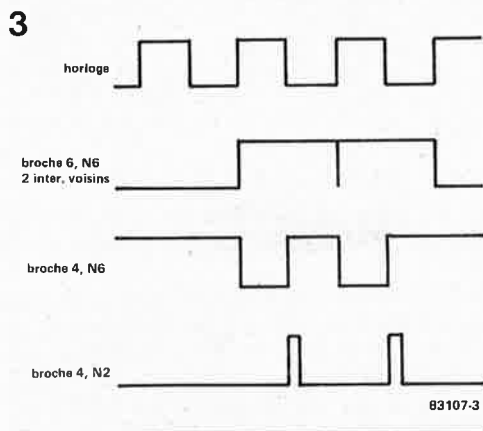 3
horloge
broche 6, N6
2 inter. voisins
broche 4, N6
broche 4, N2
83107-3